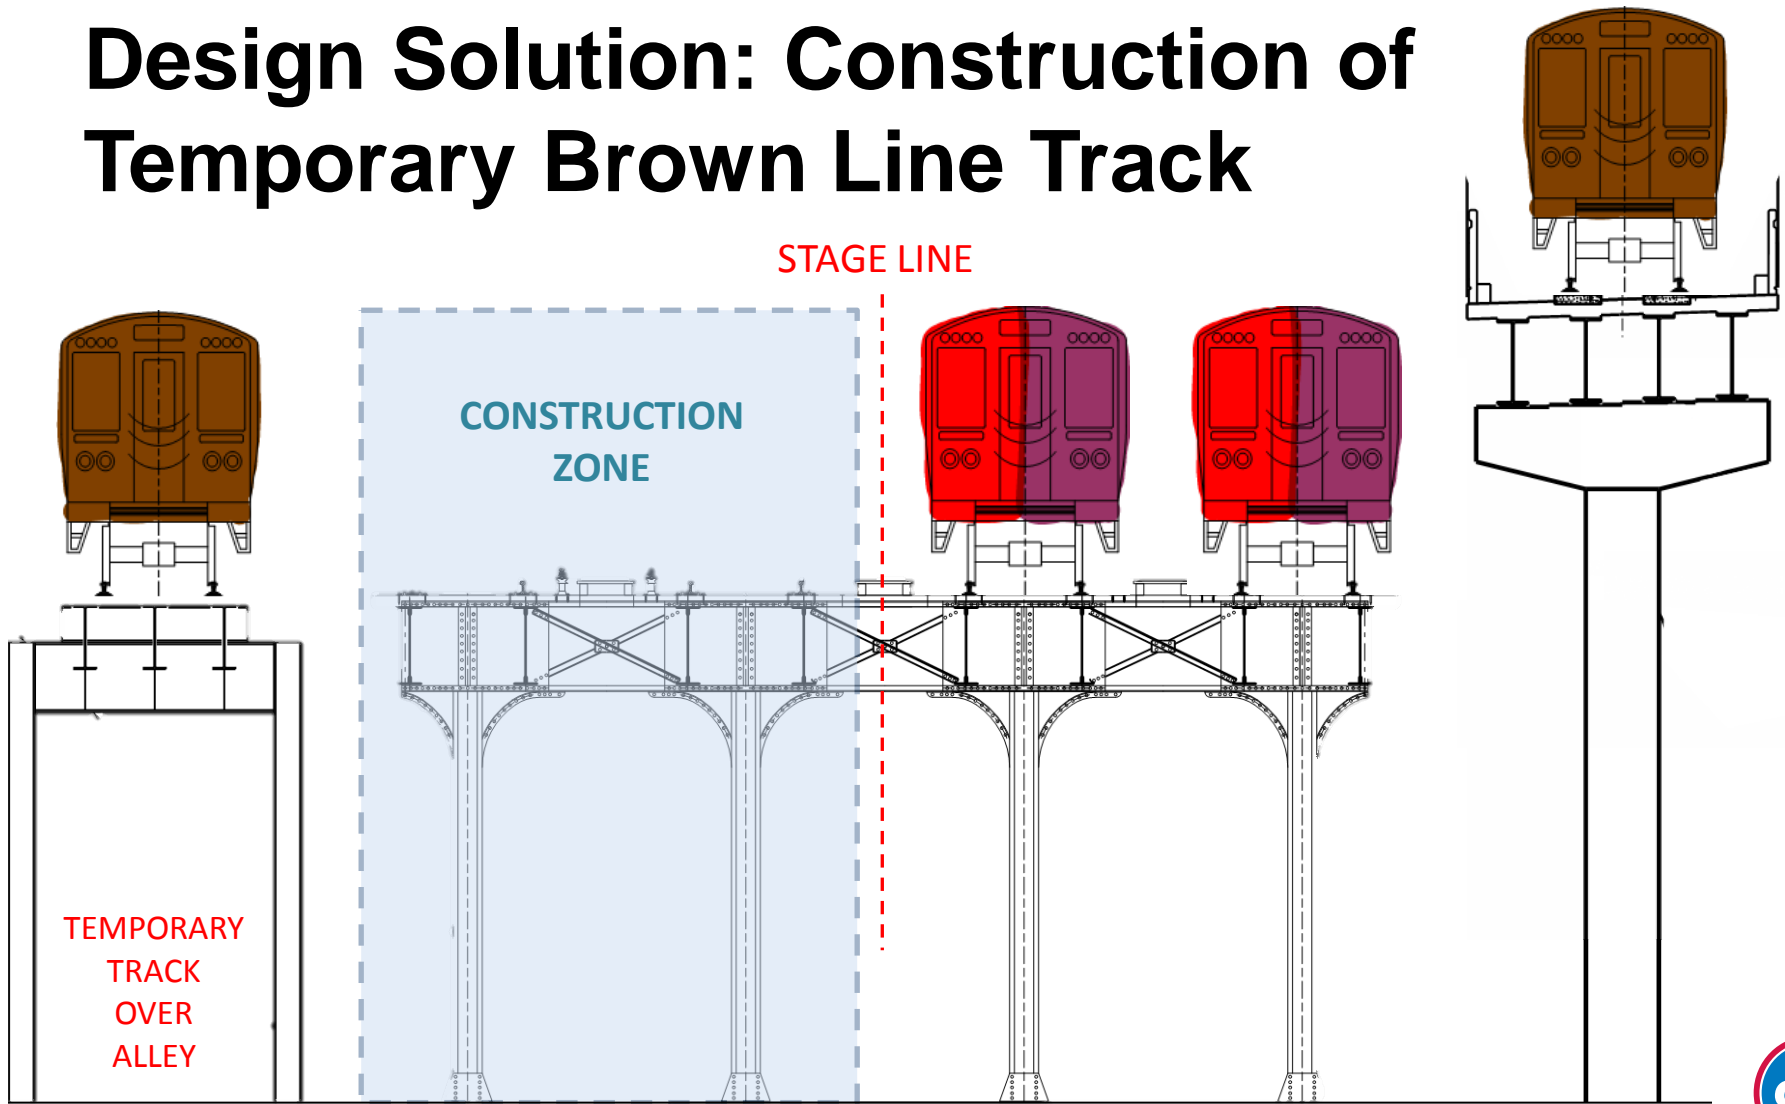 Design Solution: Construction of
Temporary Brown Line Track
STAGE LINE
CONSTRUCTION
ZONE
TEMPORARY
TRACK
OVER
ALLEY